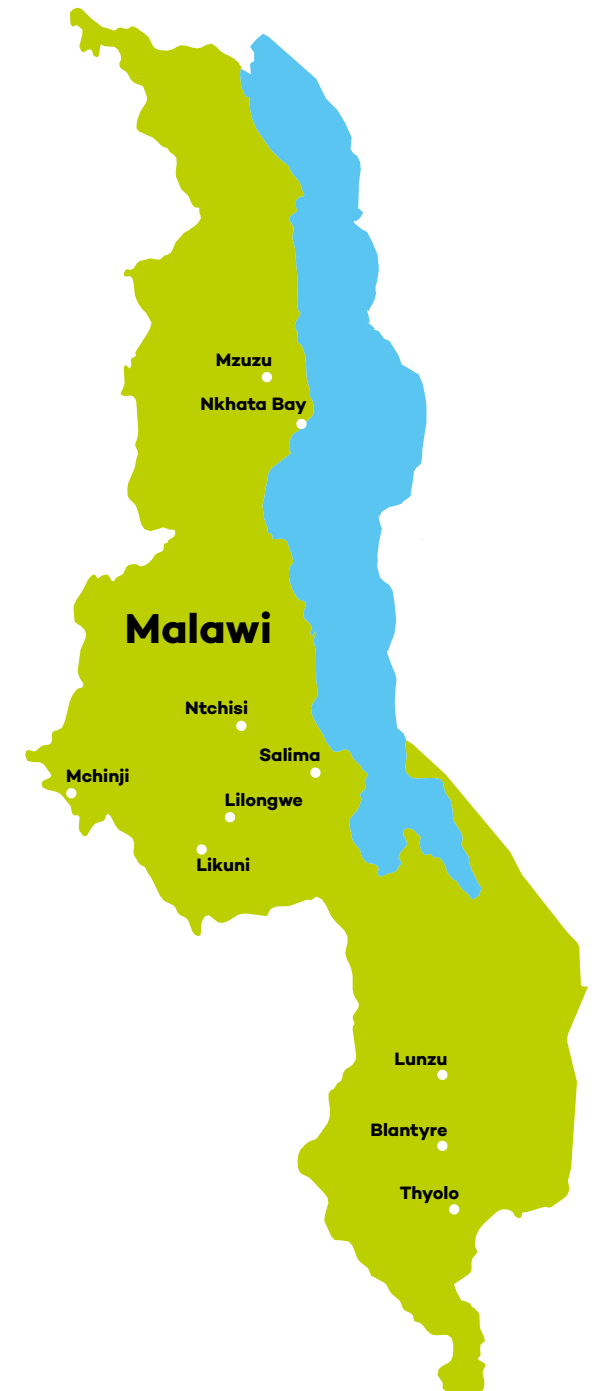 Mzuzu
Nkhata Bay
Malawi
Ntchisi
Salima
Mchinji
Lilongwe
Likuni
Lunzu
Blantyre
Thyolo